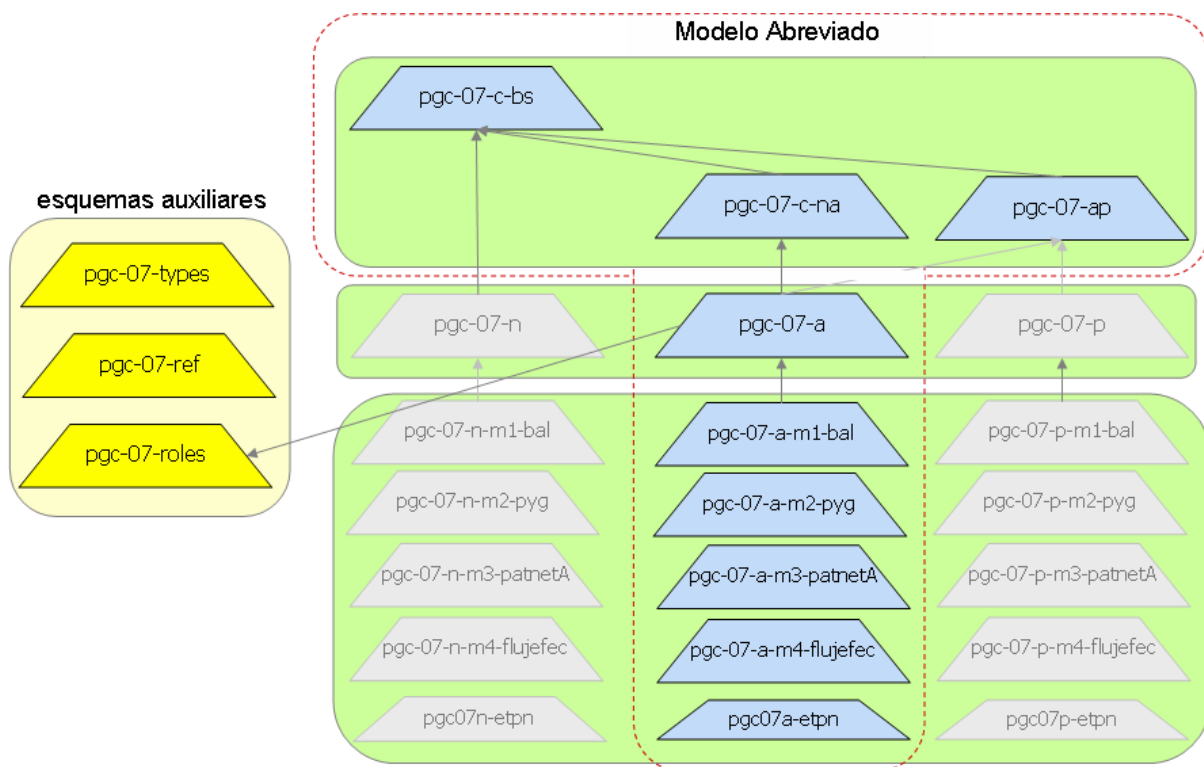 Modelo Abreviado
pgc-07-c-bs
pgc-07-c-na
pgc-07-ap
esquemas auxiliares
pgc-07-types
pgc-07-ref
pgc-07-roles
pgc-07-n
pgc-07-a
pgc-07-p
pgc-07-n-m1-bal
pgc-07-a-m1-bal
pgc-07-p-m1-bal
pgc-07-n-m2-pyg
pgc-07-a-m2-pyg
pgc-07-p-m2-pyg
pgc-07-n-m3-patnetA
pgc-07-a-m3-patnetA
pgc-07-p-m3-patnetA
pgc-07-n-m4-flujefec
pgc-07-a-m4-flujefec
pgc-07-p-m4-flujefec
pgc07n-etpn
pgc07a-etpn
pgc07p-etpn